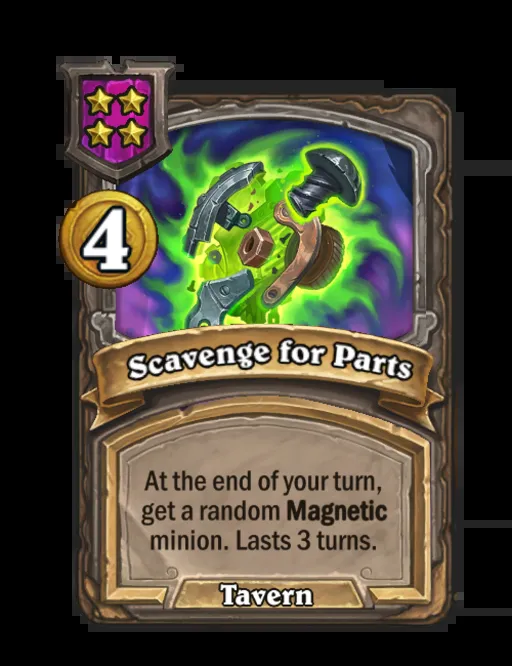 4
Scavenge for Parts
At the end of your turn,
get a random Magnetic
minion. Lasts 3 turns.
Tavern